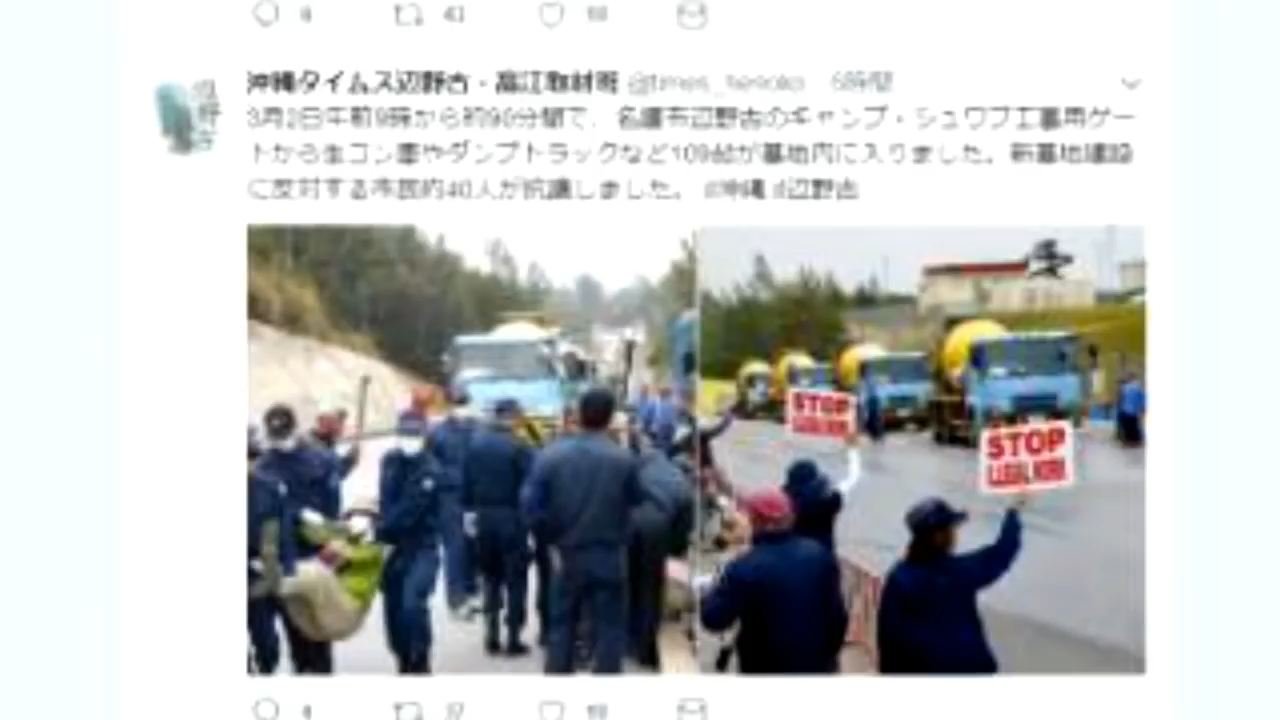 沖縄タイムス辺野古・高江取材班 @times_henoko 6時間
3月2日午前9時から約90分間で、名護市辺野古のキャンプ・シュワブ工事用ゲー
トから生コン車やダンプトラックなど109台が基地内に入りました。新基地建設
に反対する市民約40人が抗議しました。 #沖縄 #辺野古
STOP
STOP